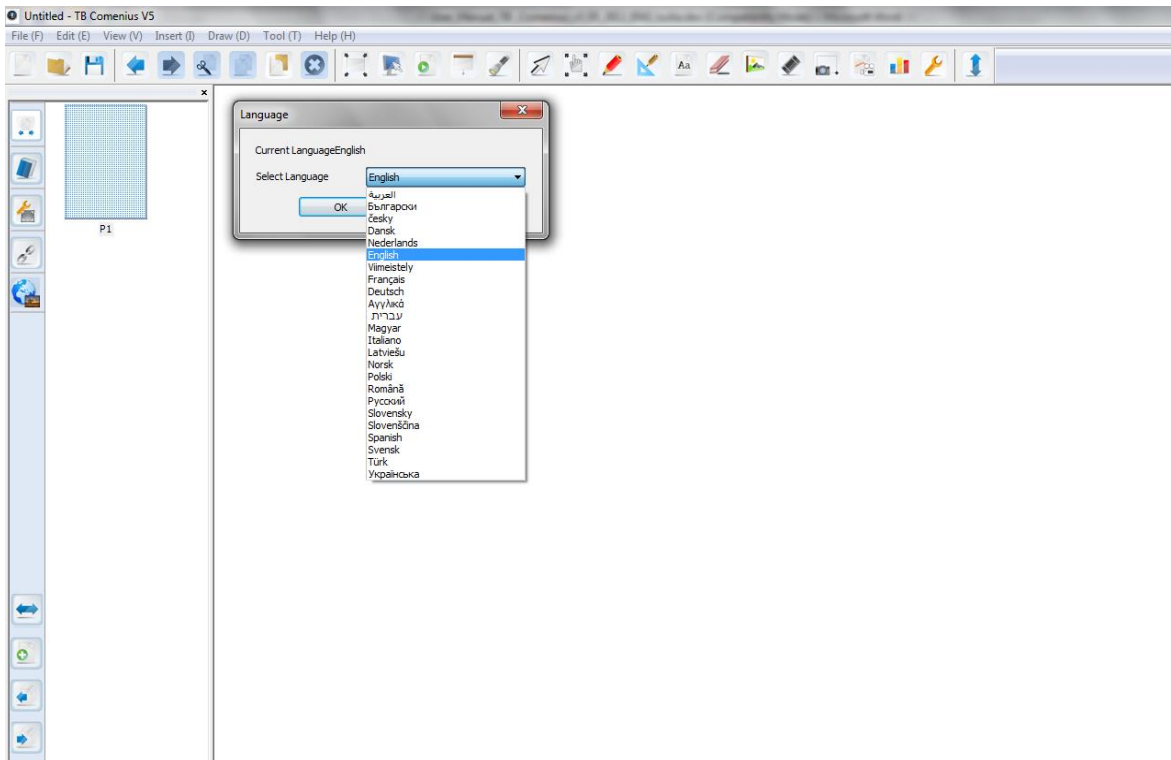 Untitled - TB Comenius V5
File (F) Edit (E) View (V) Insert (I) Draw (D) Tool (T) Help (H)
Aa
P1
Language
Current LanguageEnglish
Select Language English
OK
العربية
Български
česky
Dansk
Nederlands
English
Viimeistely
Français
Deutsch
Αγγλικά
עברית
Magyar
Italiano
Latviešu
Norsk
Polski
Română
Русский
Slovensky
Slovenščina
Spanish
Svensk
Türk
Українська